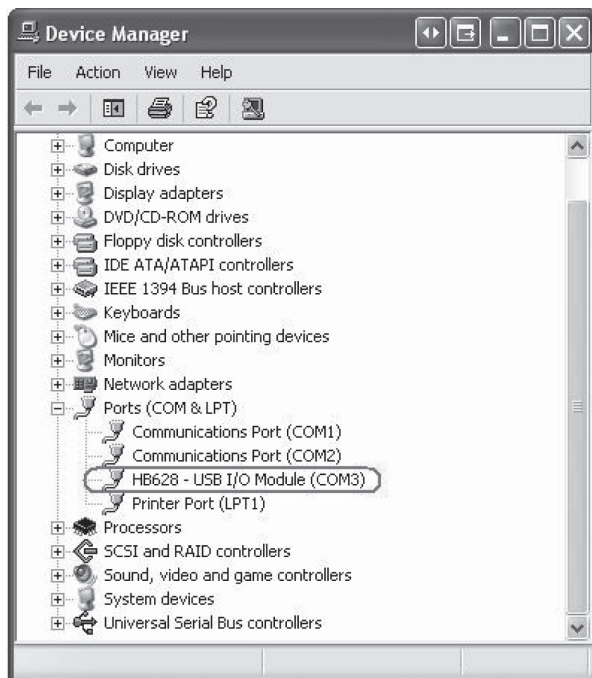 Device Manager
File Action View Help
Computer
Disk drives
Display adapters
DVD/CD-ROM drives
Floppy disk controllers
IDE ATA/ATAPI controllers
IEEE 1394 Bus host controllers
Keyboards
Mice and other pointing devices
Monitors
Network adapters
Ports (COM & LPT)
Communications Port (COM1)
Communications Port (COM2)
HB628 - USB I/O Module (COM3)
Printer Port (LPT1)
Processors
SCSI and RAID controllers
Sound, video and game controllers
System devices
Universal Serial Bus controllers